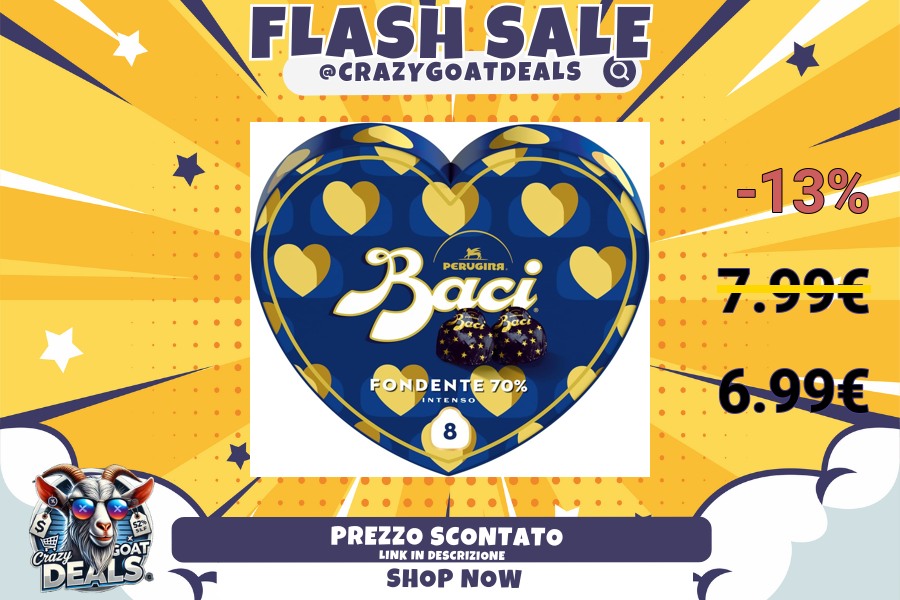 FLASH SALE
@CRAZYGOATDEALS
-13%
7.99€
6.99€
PERUGINA
Baci
Baci Baci
FONDENTE 70%
INTENSO
8
PREZZO SCONTATO
LINK IN DESCRIZIONE
SHOP NOW
$
52%
Crazy
GOAT
DEALS